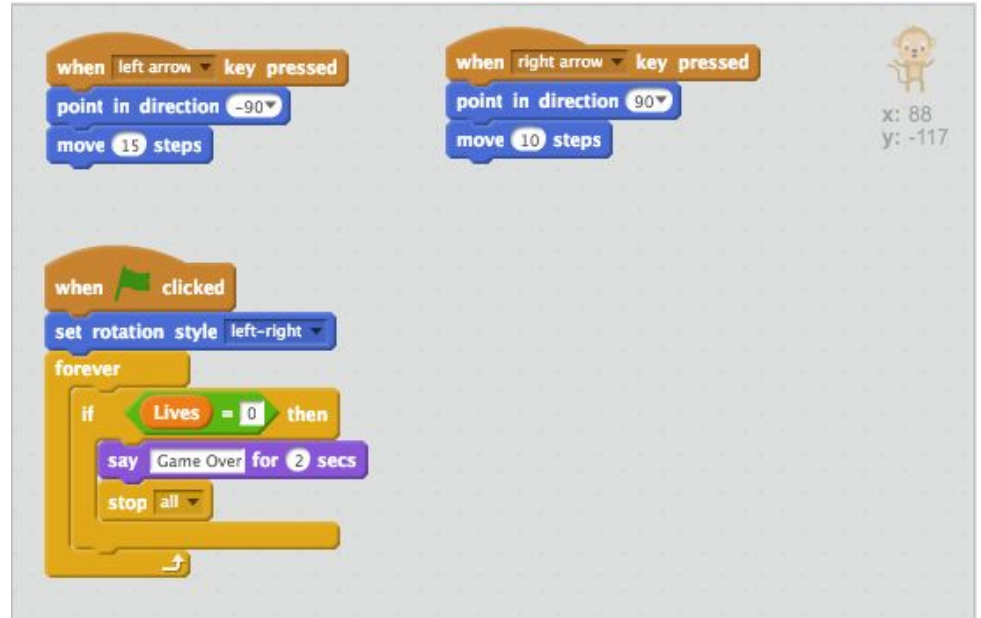 when left arrow key pressed
point in direction -90
move 15 steps
when right arrow key pressed
point in direction 90
move 10 steps
x: 88
y: -117
when clicked
set rotation style left-right
forever
if Lives = 0 then
say Game Over for 2 secs
stop all